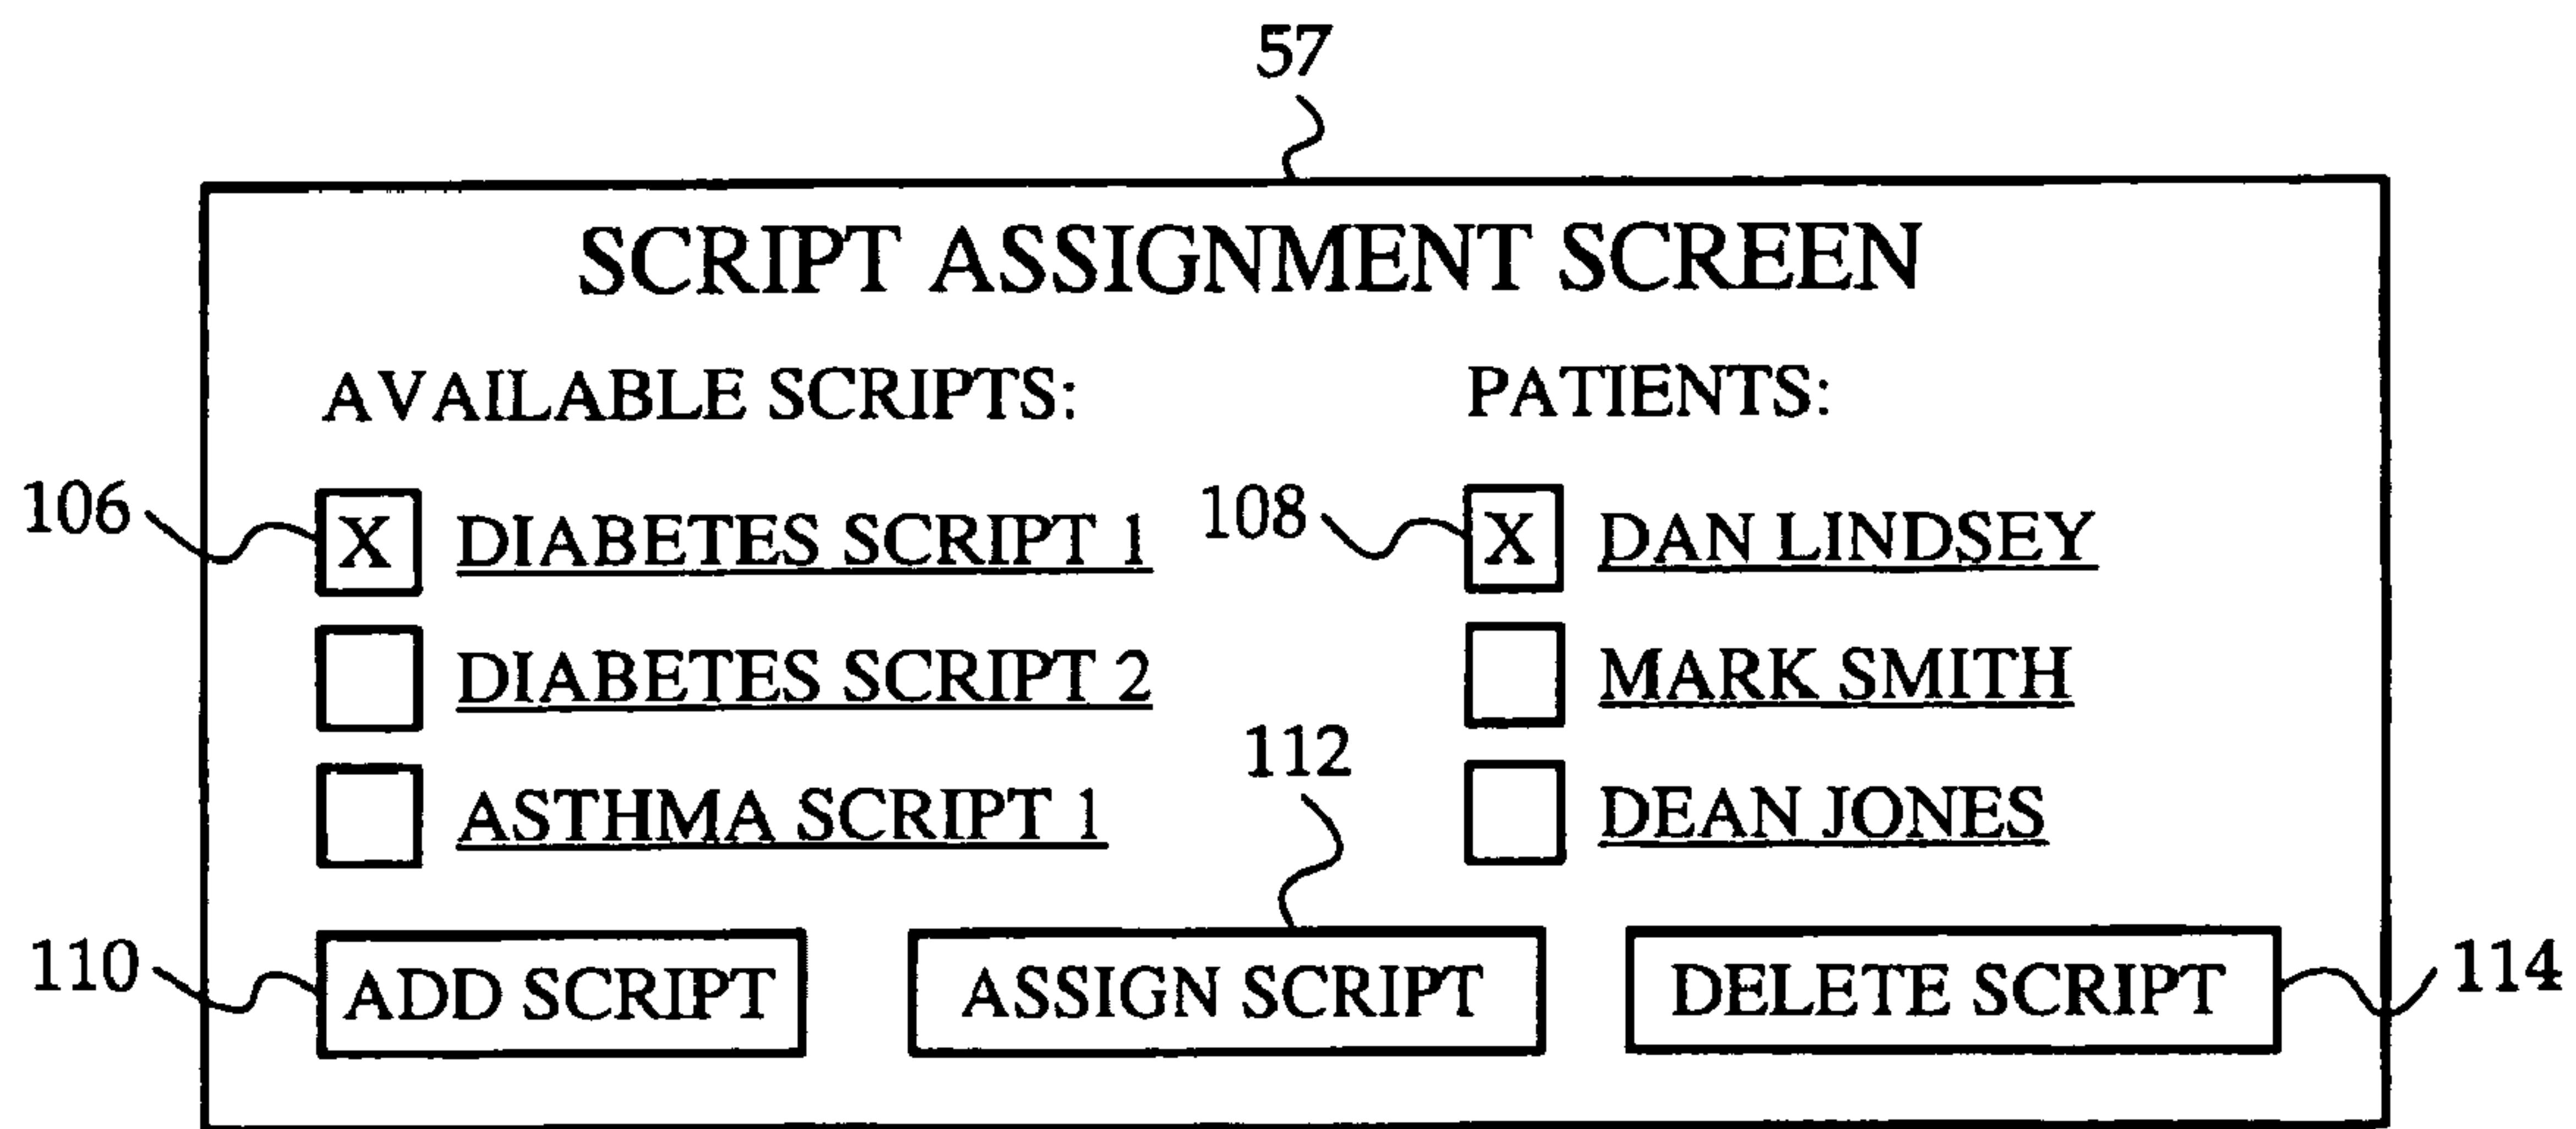 57
SCRIPT ASSIGNMENT SCREEN
AVAILABLE SCRIPTS: PATIENTS:
106 X DIABETES SCRIPT 1 108 X DAN LINDSEY
DIABETES SCRIPT 2 MARK SMITH
112
ASTHMA SCRIPT 1 DEAN JONES
110 ADD SCRIPT ASSIGN SCRIPT DELETE SCRIPT 114